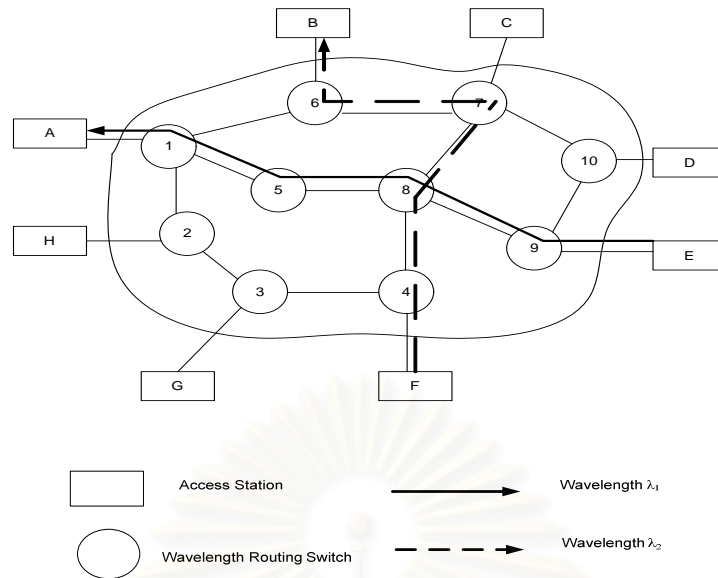 B
C
6
7
A
1
10
D
5
8
H
2
9
E
3
4
G
F
Access Station
Wavelength λ1
Wavelength Routing Switch
Wavelength λ2